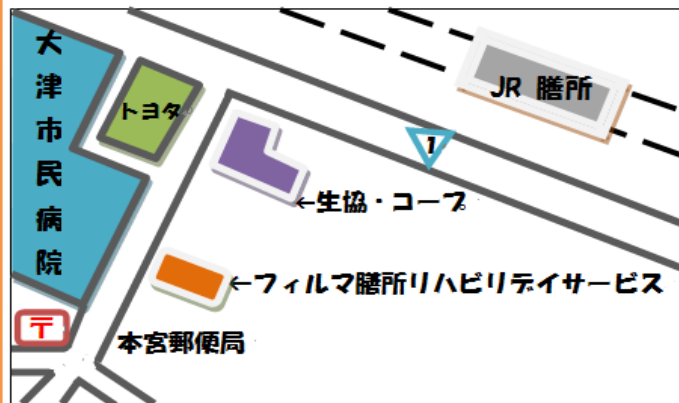 大津市民病院
トヨタ
JR 膳所
1
←生協・コープ
←フィルマ膳所リハビリデイサービス
〒
本宮郵便局